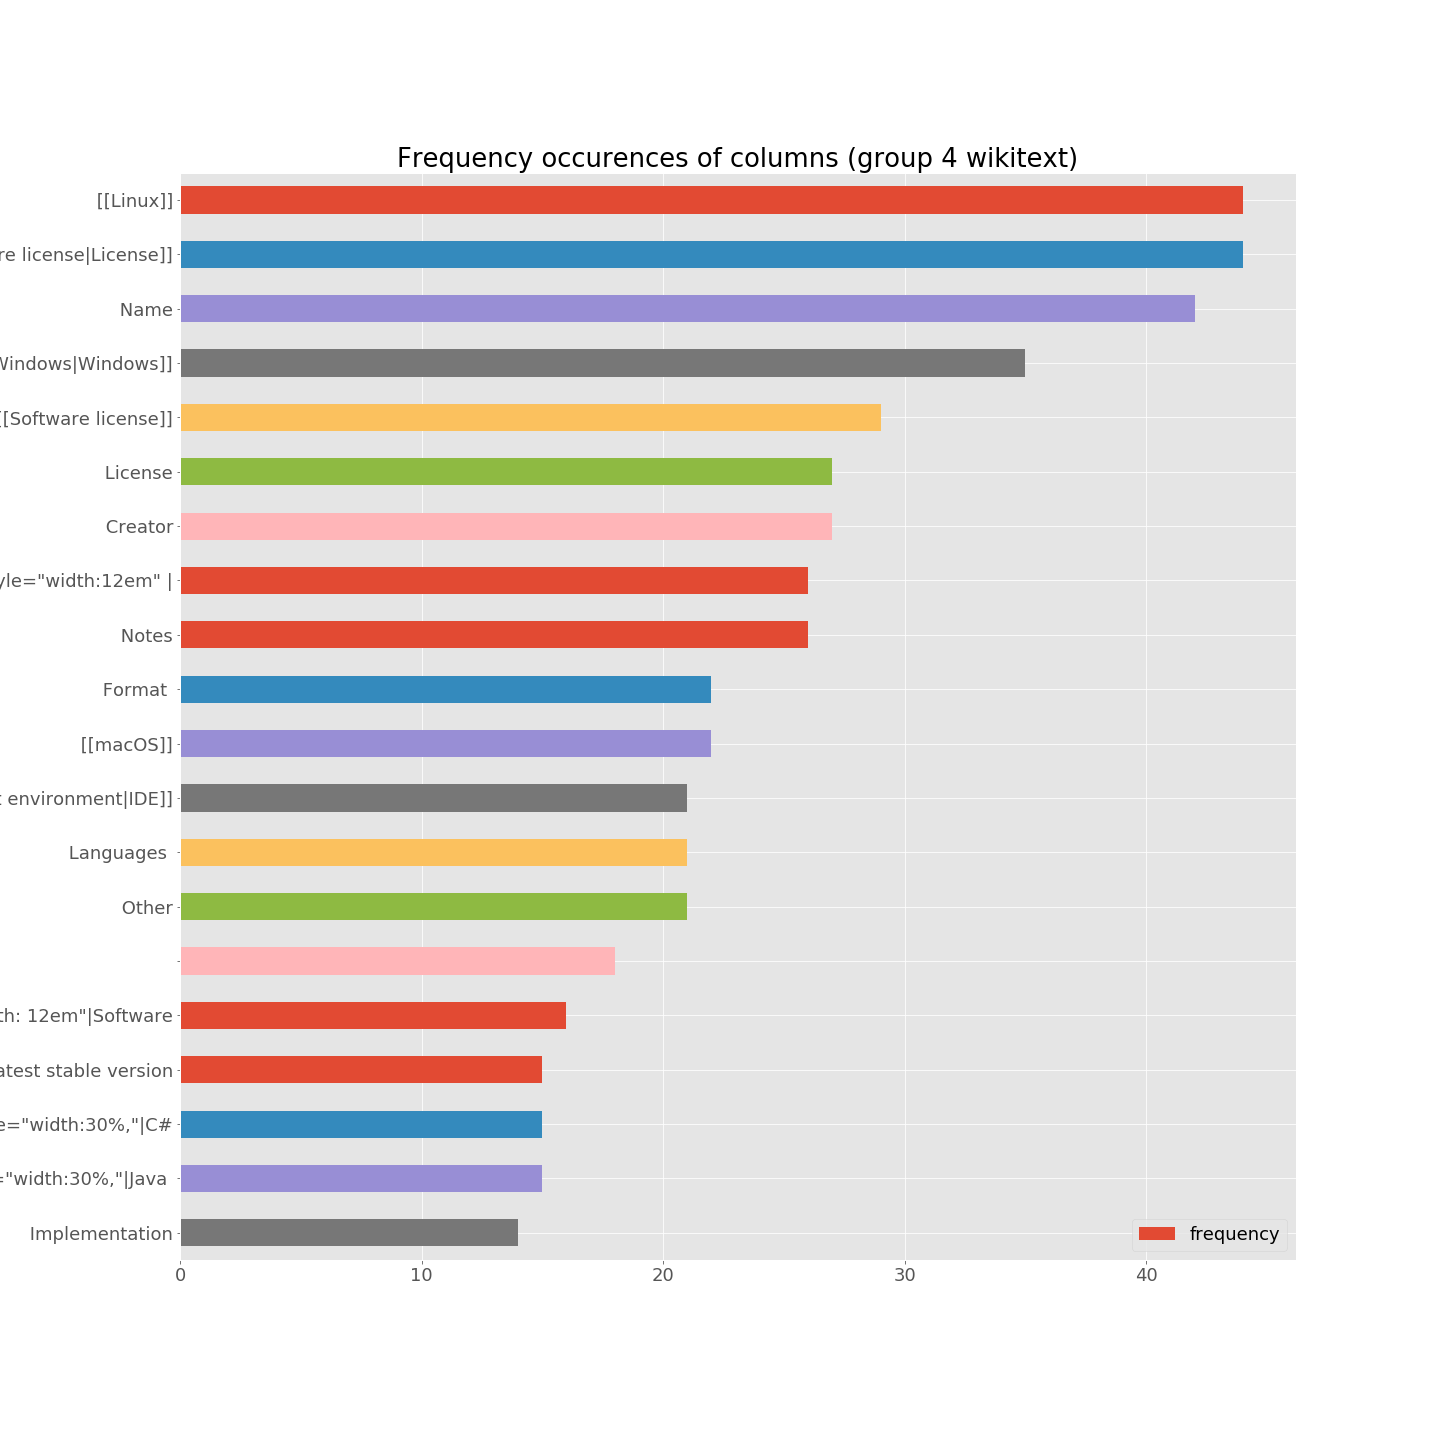 Frequency occurences of columns (group 4 wikitext)
[[Linux]]
re license|License]]
Name
Windows|Windows]]
[[Software license]]
License
Creator
yle="width:12em" |
Notes
Format
[[macOS]]
environment|IDE]]
Languages
Other
th: 12em"|Software
atest stable version
e="width:30%,"|C#
="width:30%,"|Java
Implementation
frequency
0 10 20 30 40